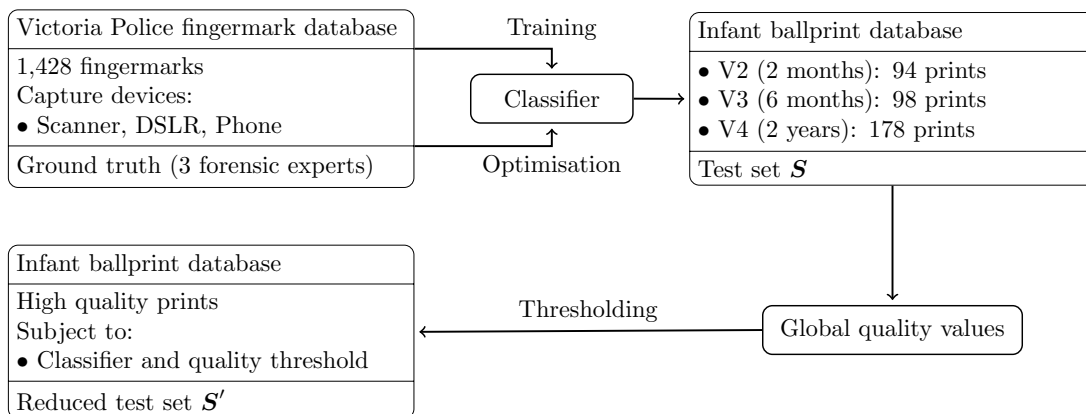 Victoria Police fingermark database
1,428 fingermarks
Capture devices:
• Scanner, DSLR, Phone
Ground truth (3 forensic experts)
Training
Classifier
Optimisation
Infant ballprint database
• V2 (2 months): 94 prints
• V3 (6 months): 98 prints
• V4 (2 years): 178 prints
Test set S
Infant ballprint database
High quality prints
Subject to:
• Classifier and quality threshold
Reduced test set S′
Thresholding
Global quality values